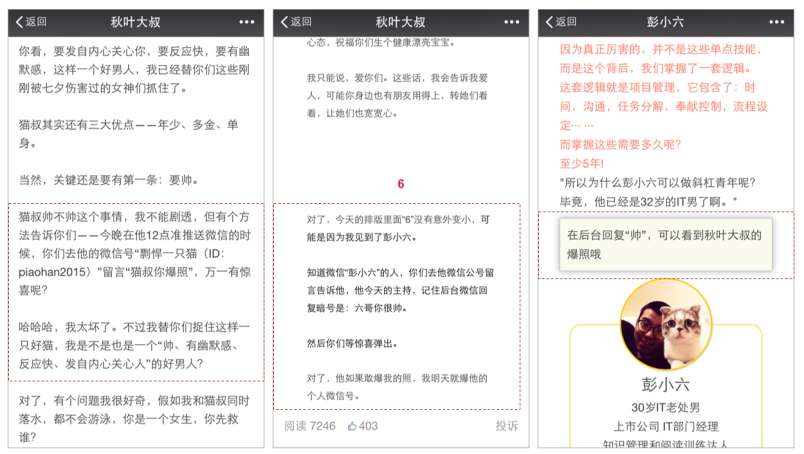 返回
秋叶大叔
你看，要发自内心关心你，要反应快，要有幽
默感，这样一个好男人，我已经替你们这些刚
刚被七夕伤害过的女神们抓住了。
猫叔其实还有三大优点——年少、多金、单
身。
当然，关键还是要有第一条：要帅。
猫叔帅不帅这个事情，我不能剧透，但有个方
法告诉你们——今晚在他12点准推送微信的时
候，你们去他的微信号“剽悍一只猫（ID：
piaohan2015）”留言“猫叔你爆照”，万一有惊
喜呢？
哈哈哈，我太坏了。不过我替你们捉住这样一
只好猫，我是不是也是一个“帅、有幽默感、
反应快、发自内心关心人”的好男人？
对了，有个问题我很好奇，假如我和猫叔同时
落水，都不会游泳，你是一个女生，你先救
谁？
返回
秋叶大叔
心态，祝福你们生个健康漂亮宝宝。
我只能说，爱你们。这些话，我会告诉我爱
人，可能你身边也有朋友用得上，转她们看
看，让她们也宽宽心。
6
对了，今天的排版里面“6”没有意外变小，可
能是因为我见到了彭小六。
知道微信“彭小六”的人，你们去他微信公号留
言告诉他，他今天的主持，记住后台微信回
复暗号是：六哥你很帅。
然后你们等惊喜弹出。
对了，他如果敢爆我的照，我明天就爆他的
个人微信号。
阅读 7246 403 投诉
返回
彭小六
因为真正厉害的，并不是这些单点技能，
而是这个背后，我们掌握了一套逻辑。
这套逻辑就是项目管理，它包含了：时
间，沟通，任务分解，奉献控制，流程设
定… …
而掌握这些需要多久呢？
至少5年！
"所以为什么彭小六可以做斜杠青年呢？
毕竟，他已经是32岁的IT男了啊。"
在后台回复“帅”，可以看到秋叶大叔的
爆照哦
彭小六
30岁IT老处男
上市公司 IT部门经理
知识管理和阅读训练达人